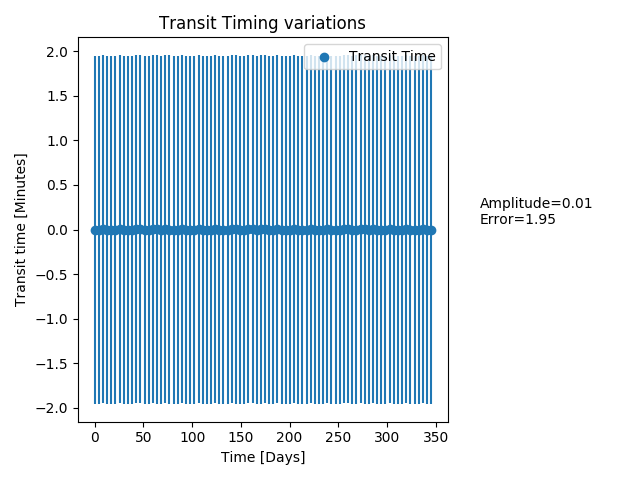 Transit Timing variations
Transit Time
2.0
1.5
1.0
0.5
0.0
−0.5
−1.0
−1.5
−2.0
Transit time [Minutes]
0 50 100 150 200 250 300 350
Time [Days]
Amplitude=0.01
Error=1.95